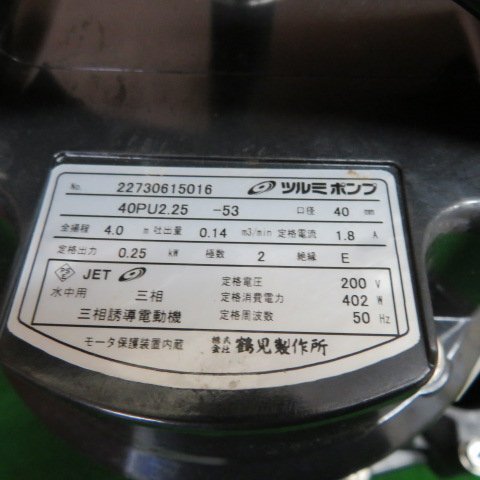 No. 22730615016 ツルミポンプ
40PU2.25 -53 口径 40 mm
全揚程 4.0 m 吐出量 0.14 m3/min 定格電流 1.8 A
定格出力 0.25 kW 極数 2 絶縁 E
PSE JET 定格電圧 200 V
水中用 三相 定格消費電力 402 W
三相誘導電動機 定格周波数 50 Hz
モータ保護装置内蔵 株式会社 鶴見製作所